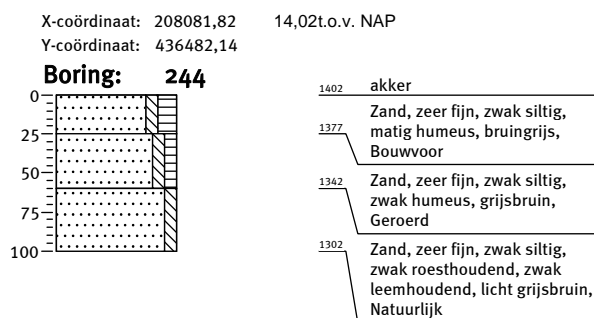 X-coördinaat: 208081,82 14,02t.o.v. NAP
Y-coördinaat: 436482,14
Boring: 244
0
25
50
75
100
1402 akker
Zand, zeer fijn, zwak siltig,
1377 matig humeus, bruingrijs,
Bouwvoor
1342 Zand, zeer fijn, zwak siltig,
zwak humeus, grijsbruin,
Geroerd
1302 Zand, zeer fijn, zwak siltig,
zwak roesthoudend, zwak
leemhoudend, licht grijsbruin,
Natuurlijk